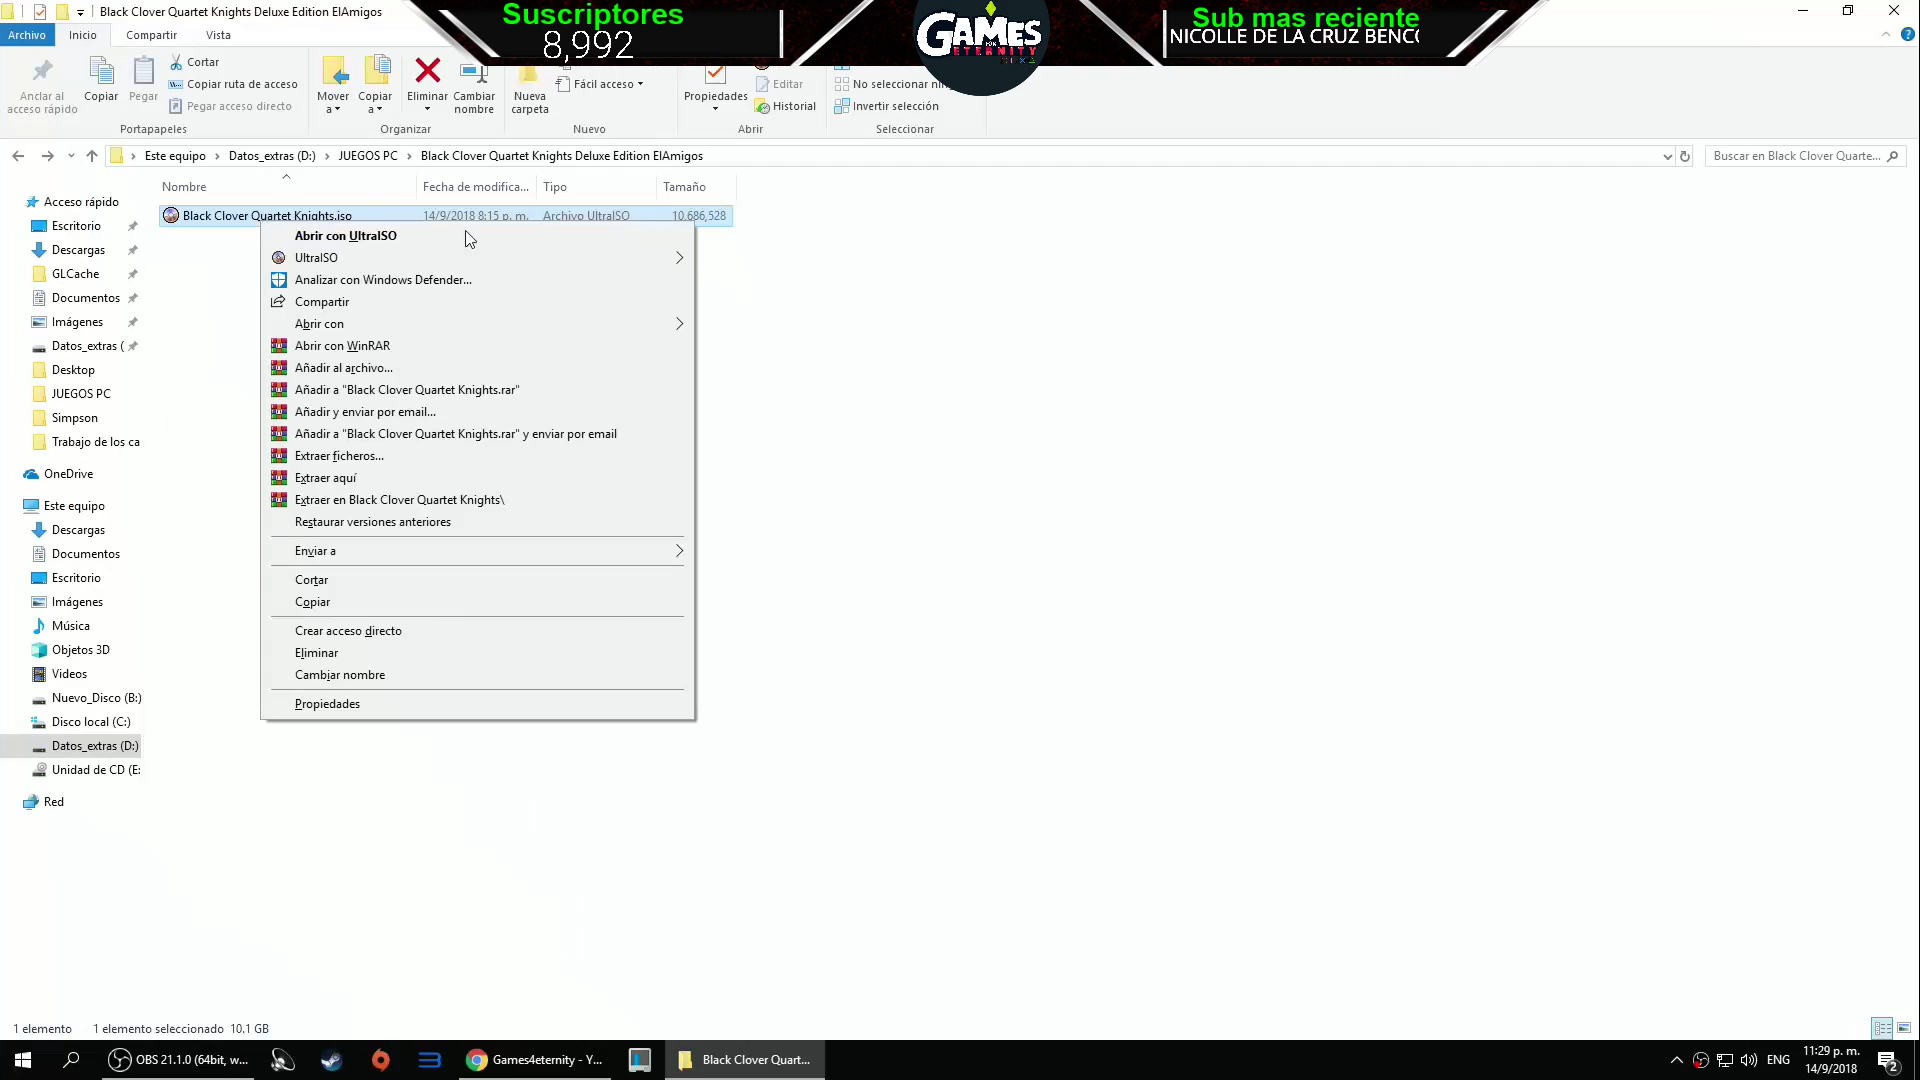 Black Clover Quartet Knights Deluxe Edition ElAmigos
Suscriptores
8,992
GAMES
FOR
ETERNITY
Sub mas reciente
NICOLLE DE LA CRUZ BENC
Archivo
Inicio
Compartir
Vista
Anclar al
acceso rápido
Copiar
Pegar
Cortar
Copiar ruta de acceso
Pegar acceso directo
Portapapeles
Mover
a
Copiar
a
Eliminar
Cambiar
nombre
Organizar
Nueva
carpeta
Fácil acceso
Nuevo
Propiedades
Editar
Historial
Abrir
No seleccionar nin
Invertir selección
Seleccionar
Este equipo > Datos_extras (D:) > JUEGOS PC > Black Clover Quartet Knights Deluxe Edition ElAmigos
Buscar en Black Clover Quarte...
Nombre
Fecha de modifica...
Tipo
Tamaño
Black Clover Quartet Knights.iso
14/9/2018 8:15 p. m.
Archivo UltraISO
10.686,528
Acceso rápido
Escritorio
Descargas
GLCache
Documentos
Imágenes
Datos_extras (
Desktop
JUEGOS PC
Simpson
Trabajo de los ca
OneDrive
Este equipo
Descargas
Documentos
Escritorio
Imágenes
Música
Objetos 3D
Videos
Nuevo_Disco (B:)
Disco local (C:)
Datos_extras (D:)
Unidad de CD (E:
Red
Abrir con UltraISO
UltraISO
Analizar con Windows Defender...
Compartir
Abrir con
Abrir con WinRAR
Añadir al archivo...
Añadir a "Black Clover Quartet Knights.rar"
Añadir y enviar por email...
Añadir a "Black Clover Quartet Knights.rar" y enviar por email
Extraer ficheros...
Extraer aquí
Extraer en Black Clover Quartet Knights\
Restaurar versiones anteriores
Enviar a
Cortar
Copiar
Crear acceso directo
Eliminar
Cambiar nombre
Propiedades
1 elemento
1 elemento seleccionado 10.1 GB
OBS 21.1.0 (64bit, w...
Games4eternity - Y...
Black Clover Quart...
ENG
11:29 p. m.
14/9/2018
2